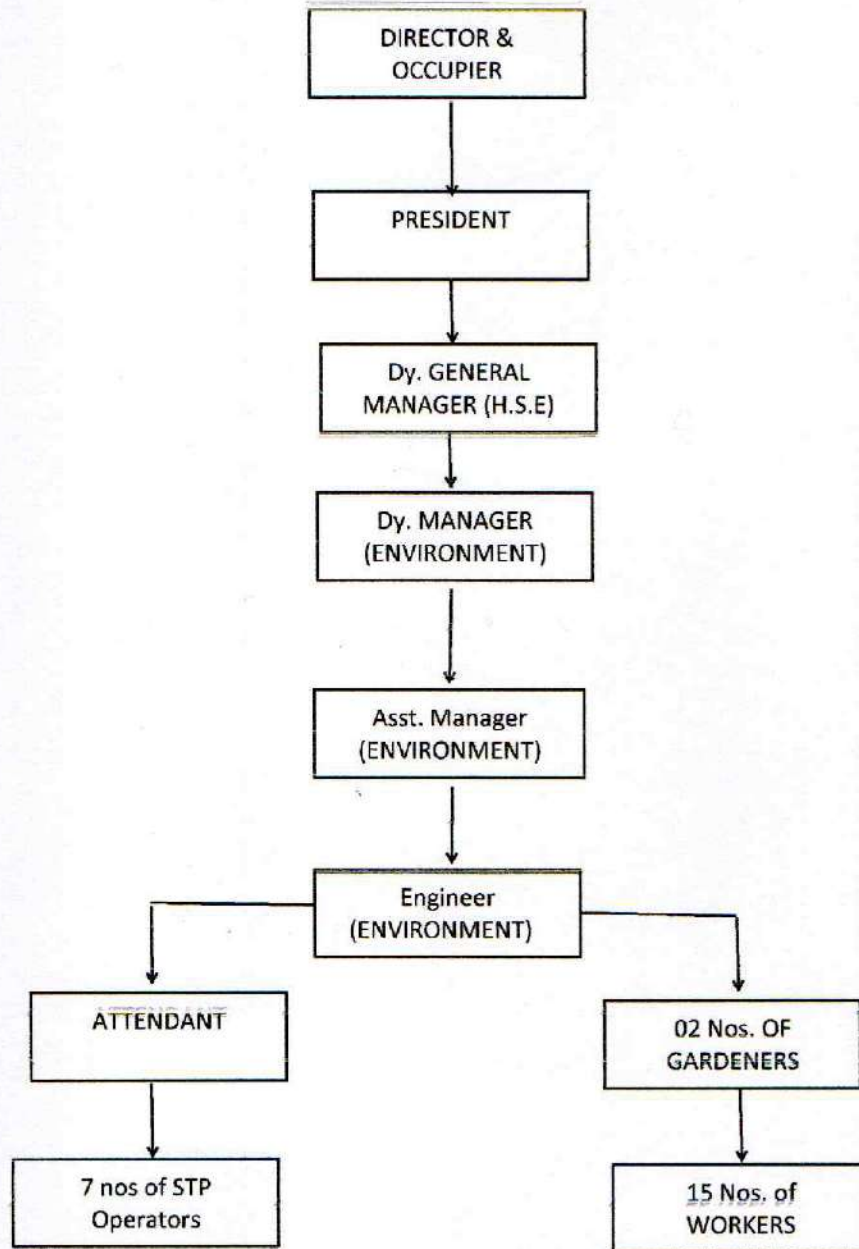 DIRECTOR &
OCCUPIER
PRESIDENT
Dy. GENERAL
MANAGER (H.S.E)
Dy. MANAGER
(ENVIRONMENT)
Asst. Manager
(ENVIRONMENT)
Engineer
(ENVIRONMENT)
ATTENDANT
02 Nos. OF
GARDENERS
7 nos of STP
Operators
15 Nos. of
WORKERS